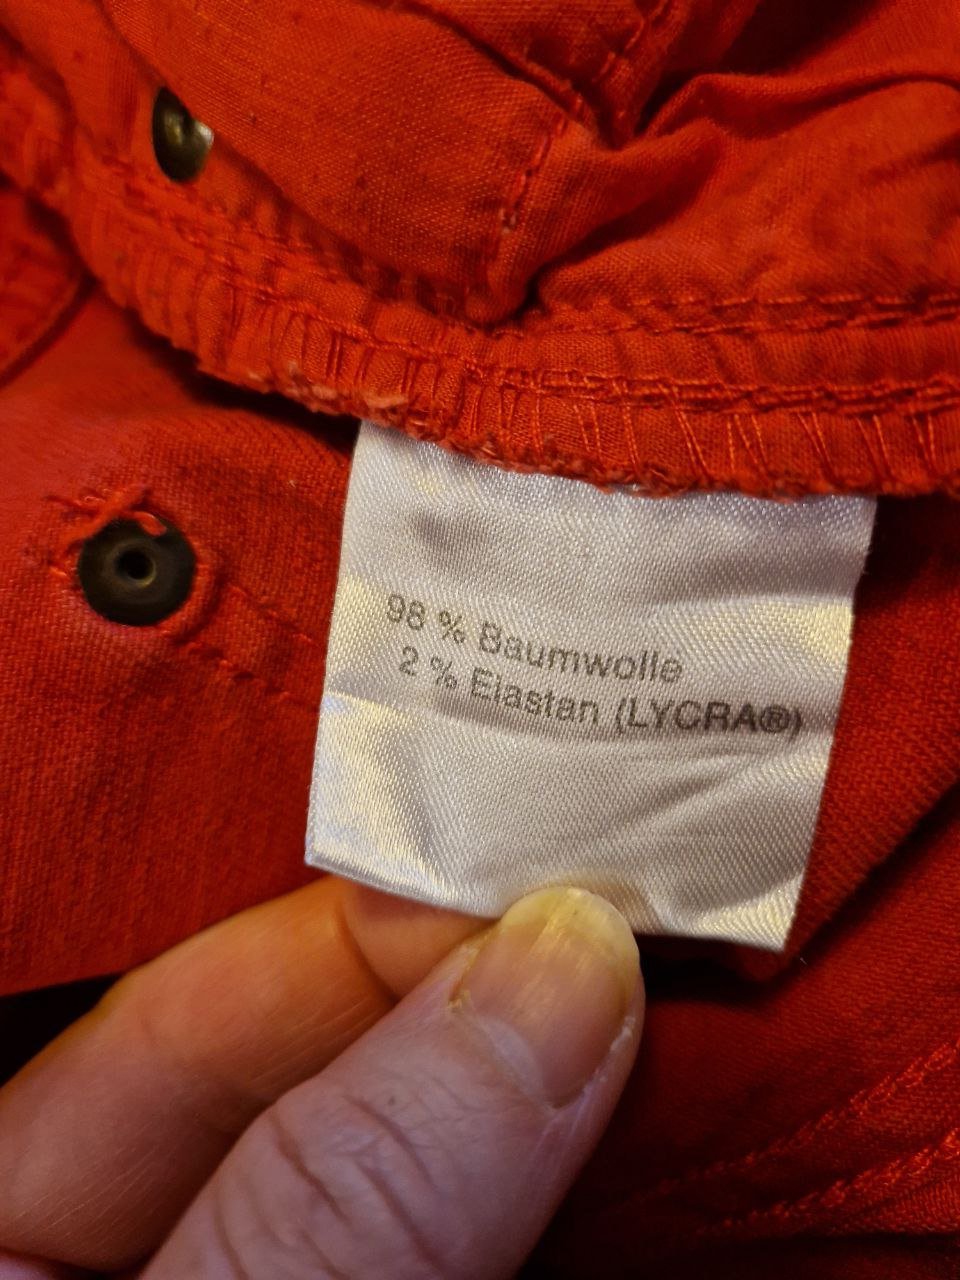 98 % Baumwolle
2 % Elastan (LYCRA®)